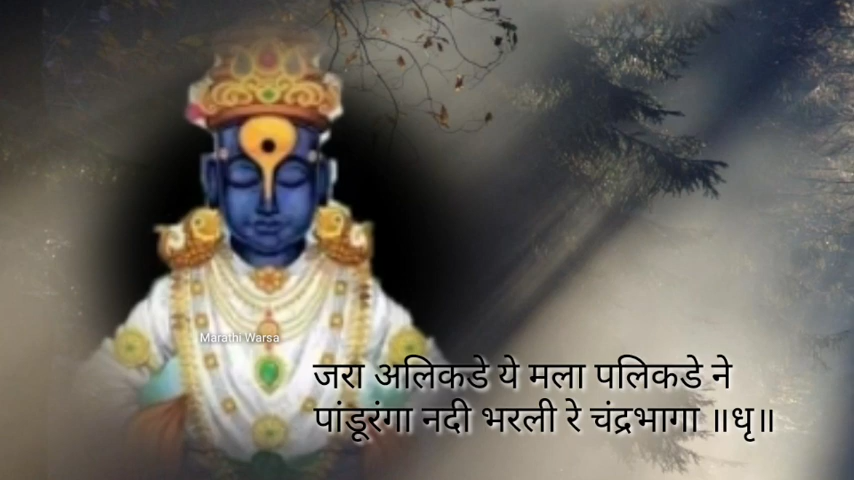 Marathi Warsa
जरा अलिकडे ये मला पलिकडे ने
पांडूरंगा नदी भरली रे चंद्रभागा ॥धृ॥